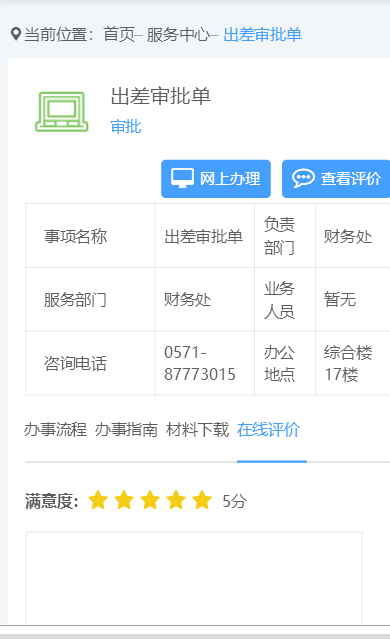 当前位置：首页– 服务中心– 出差审批单
出差审批单
审批
网上办理 查看评价
事项名称 出差审批单 负责部门 财务处
服务部门 财务处 业务人员 暂无
咨询电话 0571-87773015 办公地点 综合楼17楼
办事流程 办事指南 材料下载 在线评价
满意度: 5分